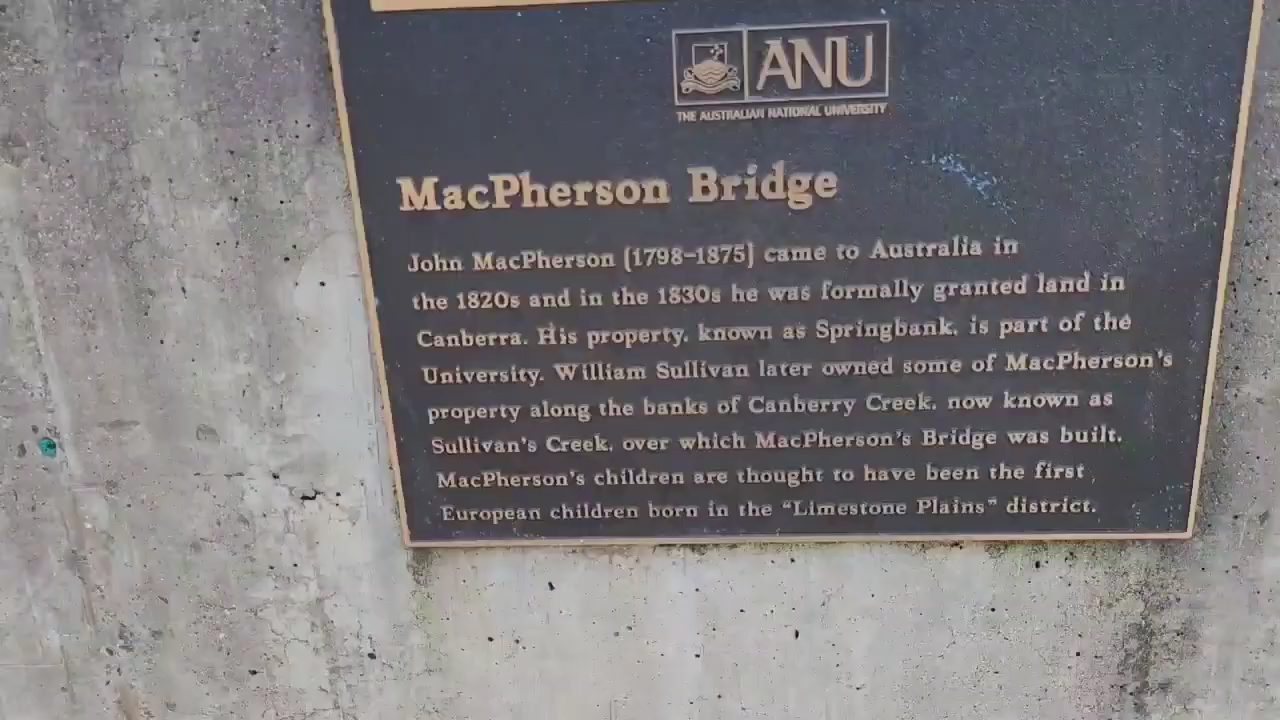 ANU
THE AUSTRALIAN NATIONAL UNIVERSITY
MacPherson Bridge
John MacPherson (1798–1875) came to Australia in
the 1820s and in the 1830s he was formally granted land in
Canberra. His property, known as Springbank, is part of the
University. William Sullivan later owned some of MacPherson's
property along the banks of Canberry Creek, now known as
Sullivan's Creek, over which MacPherson's Bridge was built.
MacPherson's children are thought to have been the first
European children born in the "Limestone Plains" district.